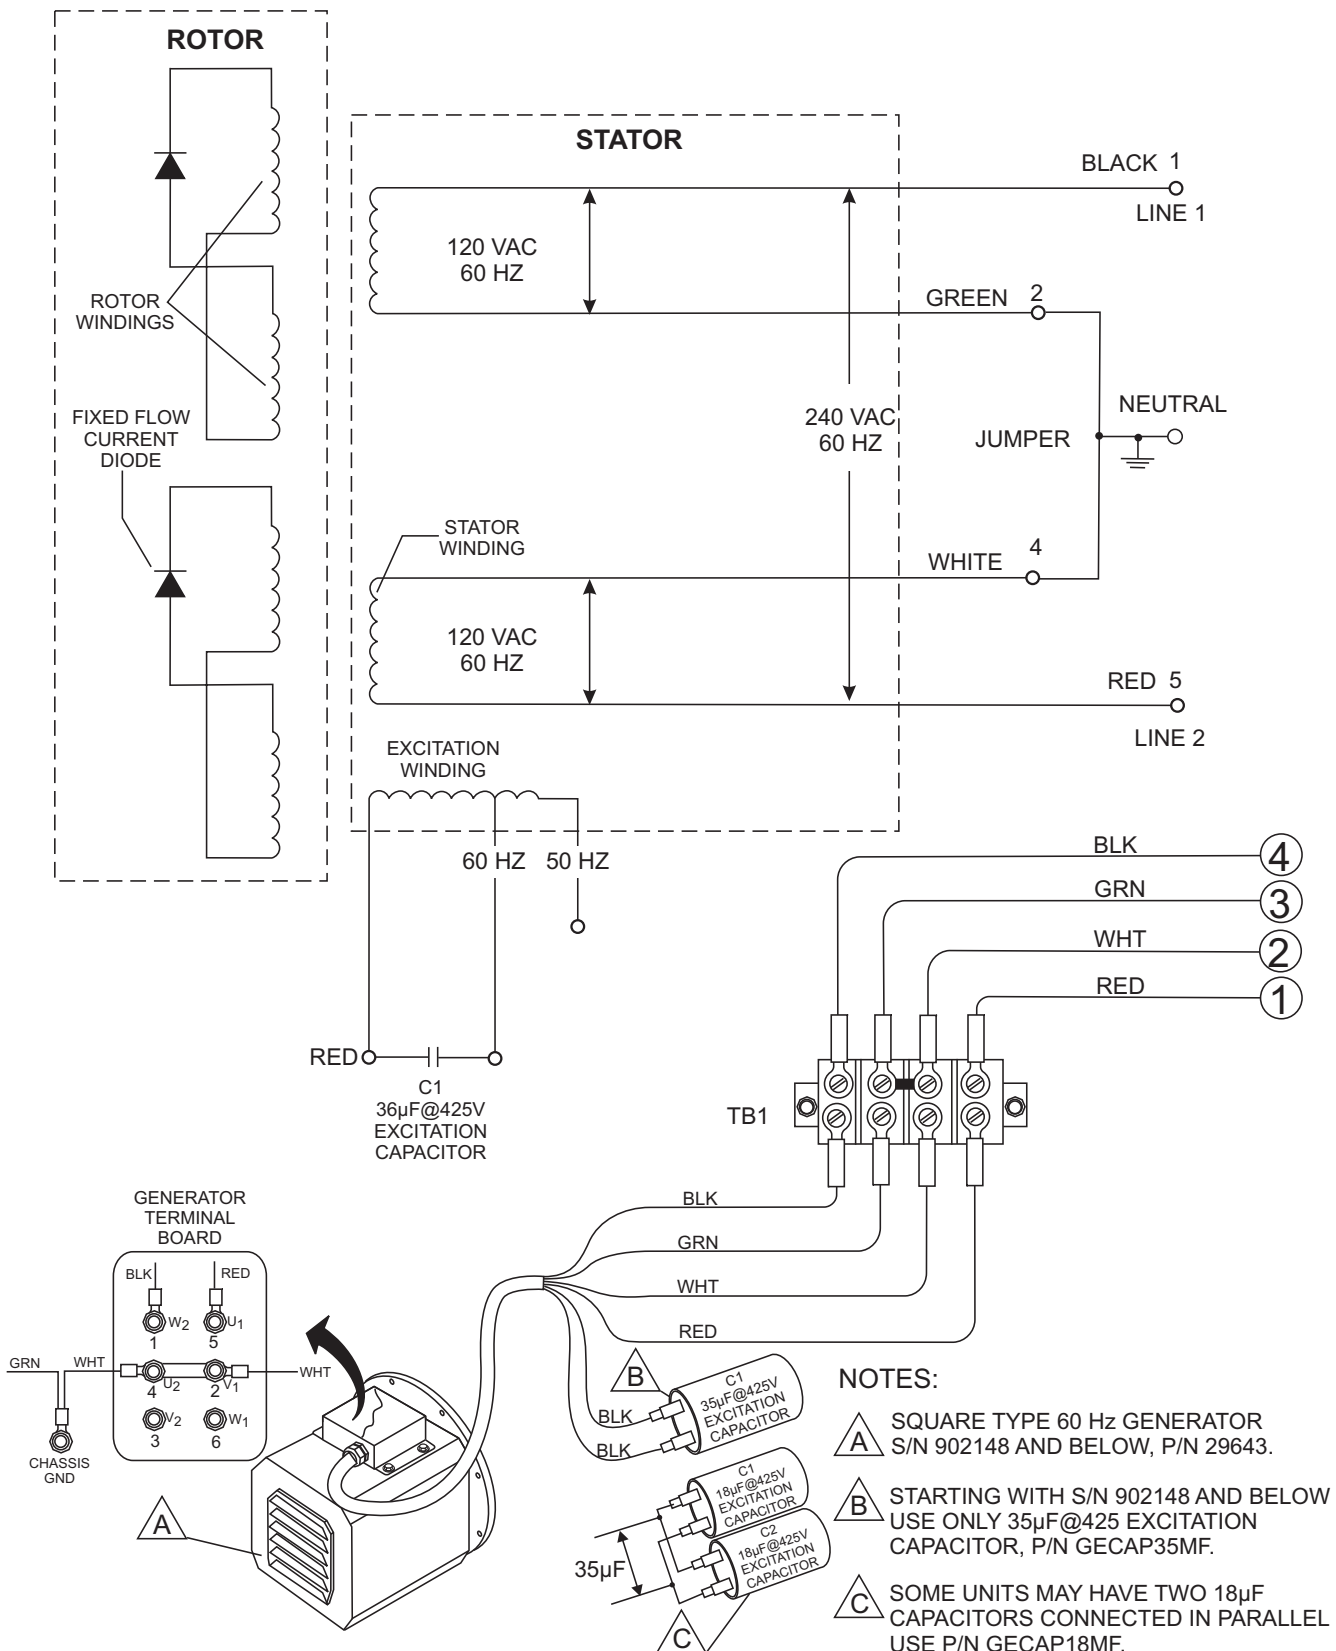 ROTOR
STATOR
BLACK 1
LINE 1
120 VAC
60 HZ
GREEN 2
ROTOR
WINDINGS
240 VAC
60 HZ
JUMPER
NEUTRAL
FIXED FLOW
CURRENT
DIODE
STATOR
WINDING
WHITE 4
120 VAC
60 HZ
RED 5
LINE 2
EXCITATION
WINDING
60 HZ 50 HZ
BLK 4
GRN 3
WHT 2
RED 1
RED
C1
36µF@425V
EXCITATION
CAPACITOR
TB1
BLK
GRN
WHT
RED
GENERATOR
TERMINAL
BOARD
BLK RED
W2 U1
1 5
GRN WHT WHT
4 U2 2 V1
V2 W1
3 6
CHASSIS
GND
A
B
BLK
BLK
C1
35µF@425V
EXCITATION
CAPACITOR
C1
18µF@425V
EXCITATION
CAPACITOR
C2
18µF@425V
EXCITATION
CAPACITOR
35µF
C
NOTES:
A SQUARE TYPE 60 Hz GENERATOR
S/N 902148 AND BELOW, P/N 29643.
B STARTING WITH S/N 902148 AND BELOW
USE ONLY 35µF@425 EXCITATION
CAPACITOR, P/N GECAP35MF.
C SOME UNITS MAY HAVE TWO 18µF
CAPACITORS CONNECTED IN PARALLEL
USE P/N GECAP18MF.